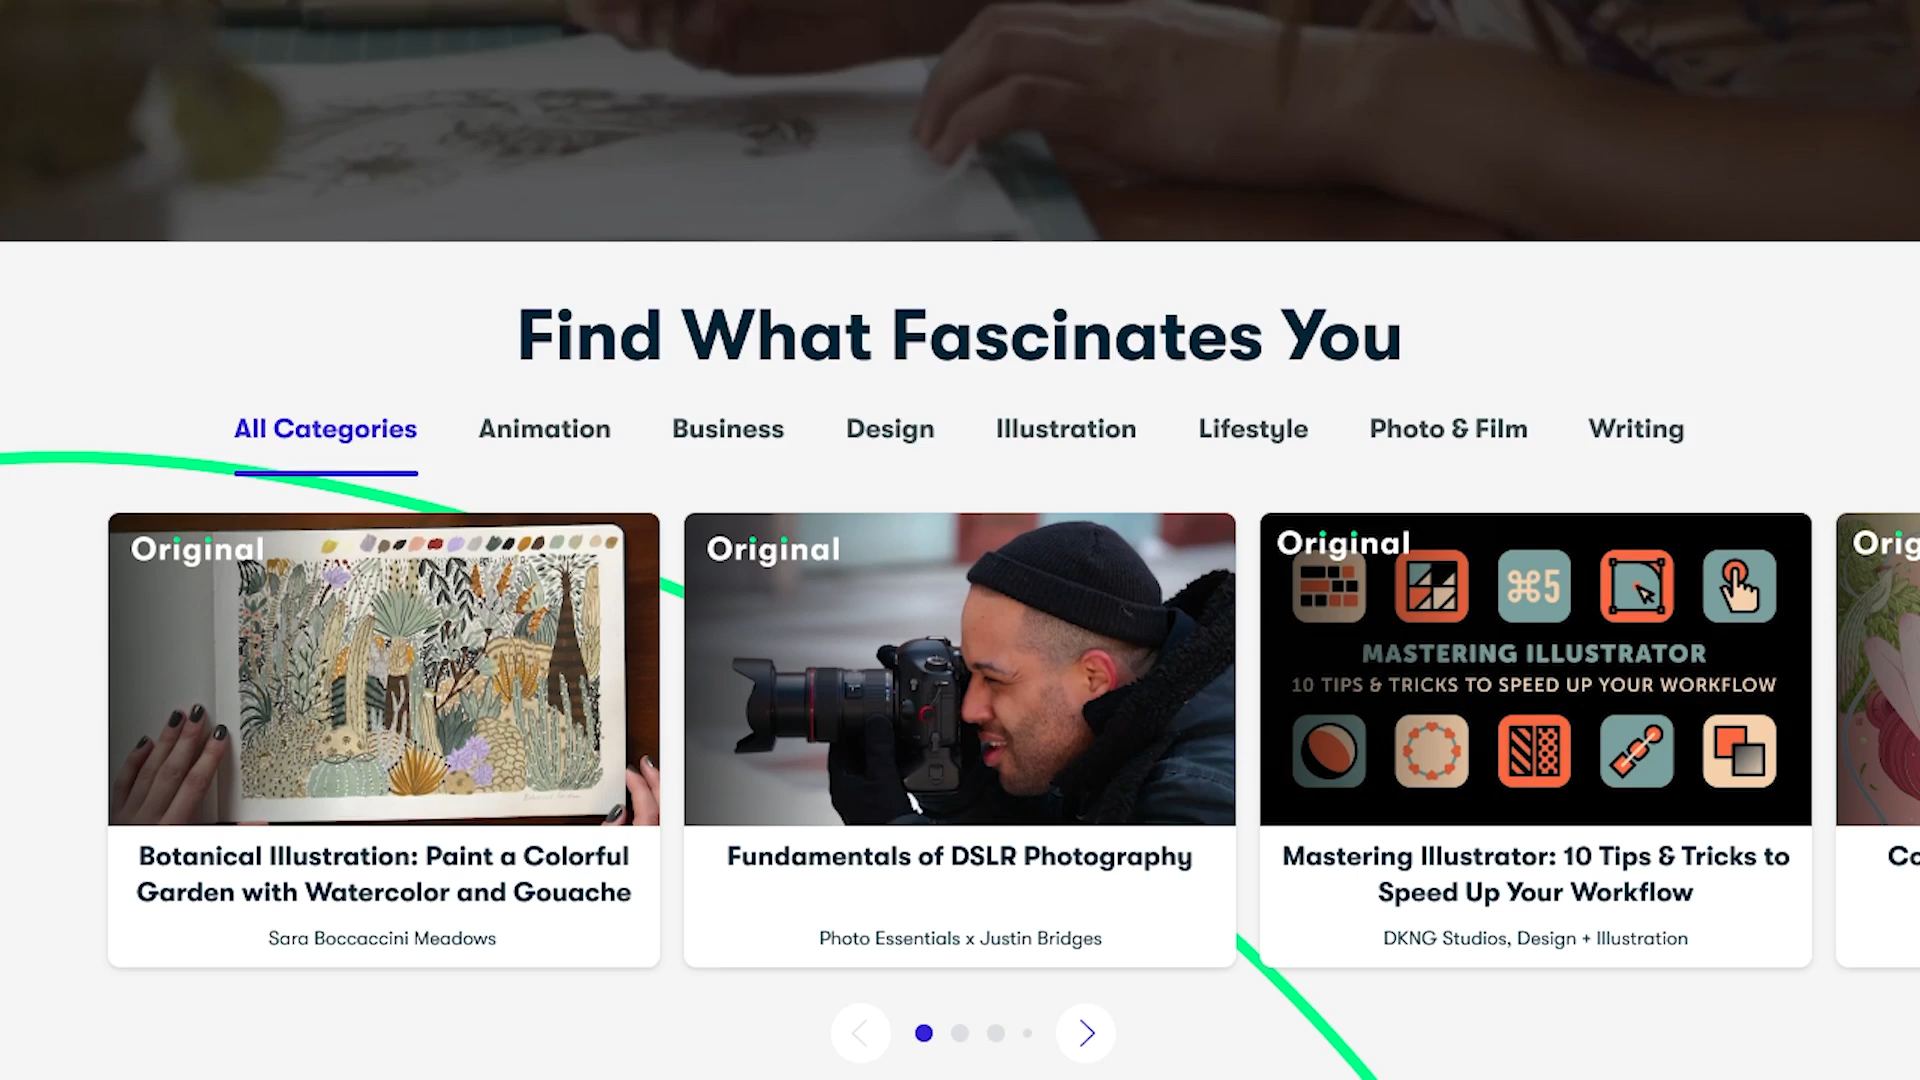 Find What Fascinates You
All Categories Animation Business Design Illustration Lifestyle Photo & Film Writing
Original
Botanical Illustration: Paint a Colorful
Garden with Watercolor and Gouache
Sara Boccaccini Meadows
Original
Fundamentals of DSLR Photography
Photo Essentials x Justin Bridges
Original
⌘5
MASTERING ILLUSTRATOR
10 TIPS & TRICKS TO SPEED UP YOUR WORKFLOW
Mastering Illustrator: 10 Tips & Tricks to
Speed Up Your Workflow
DKNG Studios, Design + Illustration
Orig
Co